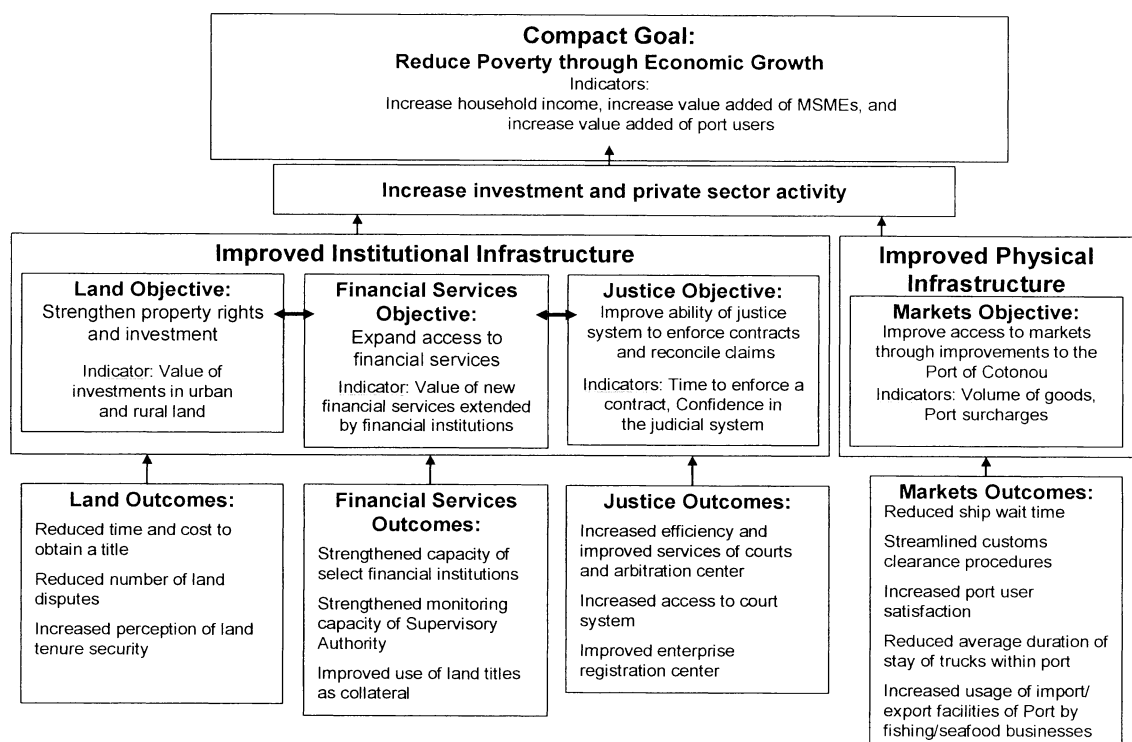 Compact Goal:
Reduce Poverty through Economic Growth
Indicators:
Increase household income, increase value added of MSMEs, and
increase value added of port users
Increase investment and private sector activity
Improved Institutional Infrastructure
Land Objective:
Strengthen property rights
and investment
Indicator: Value of
investments in urban
and rural land
Financial Services
Objective:
Expand access to
financial services
Indicator: Value of new
financial services extended
by financial institutions
Justice Objective:
Improve ability of justice
system to enforce contracts
and reconcile claims
Indicators: Time to enforce a
contract, Confidence in
the judicial system
Improved Physical
Infrastructure
Markets Objective:
Improve access to markets
through improvements to the
Port of Cotonou
Indicators: Volume of goods,
Port surcharges
Land Outcomes:
Reduced time and cost to
obtain a title
Reduced number of land
disputes
Increased perception of land
tenure security
Financial Services
Outcomes:
Strengthened capacity of
select financial institutions
Strengthened monitoring
capacity of Supervisory
Authority
Improved use of land titles
as collateral
Justice Outcomes:
Increased efficiency and
improved services of courts
and arbitration center
Increased access to court
system
Improved enterprise
registration center
Markets Outcomes:
Reduced ship wait time
Streamlined customs
clearance procedures
Increased port user
satisfaction
Reduced average duration of
stay of trucks within port
Increased usage of import/
export facilities of Port by
fishing/seafood businesses